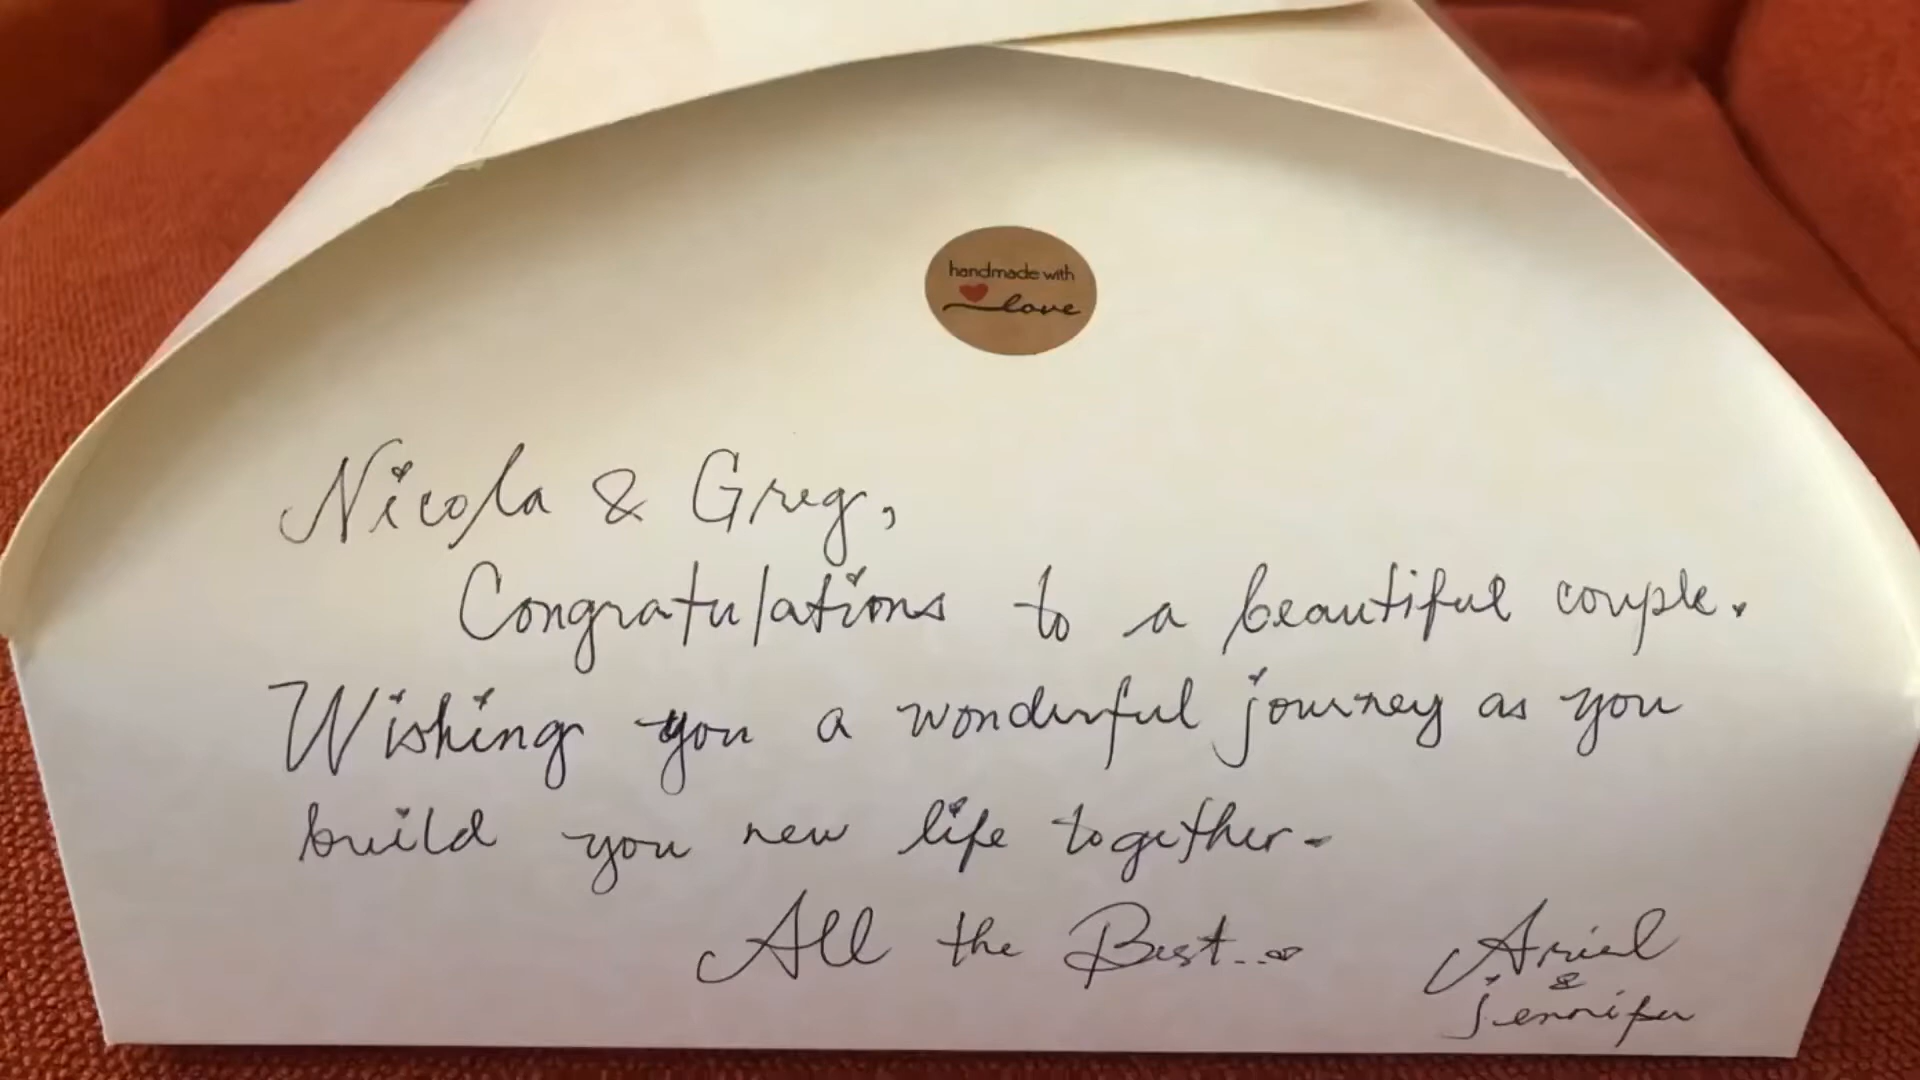 handmade with
love
Nicola & Greg,
Congratulations to a beautiful couple.
Wishing you a wonderful journey as you
build you new life together.
All the Best...
Ariel
&
Jennifer